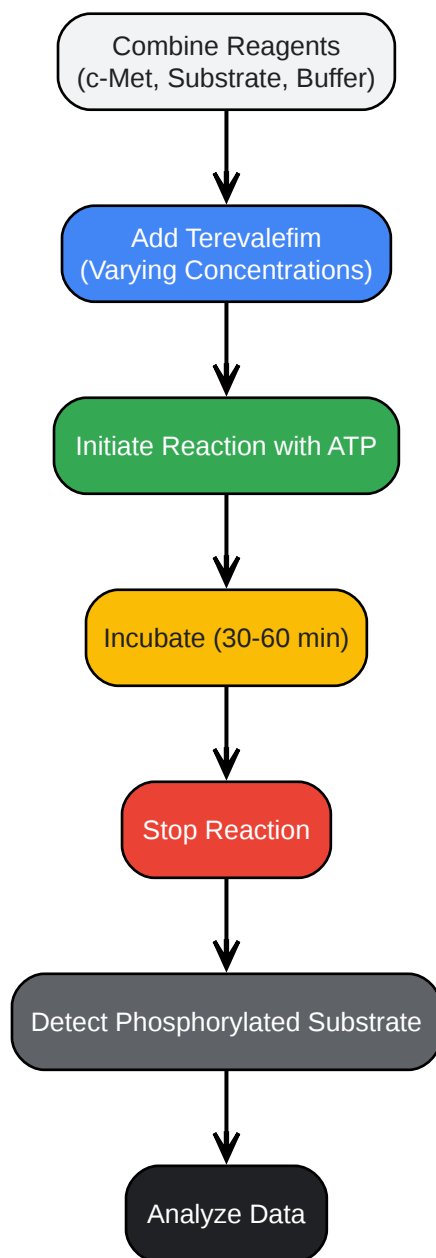 Combine Reagents
(c-Met, Substrate, Buffer)
Add Terevalefim
(Varying Concentrations)
Initiate Reaction with ATP
Incubate (30-60 min)
Stop Reaction
Detect Phosphorylated Substrate
Analyze Data